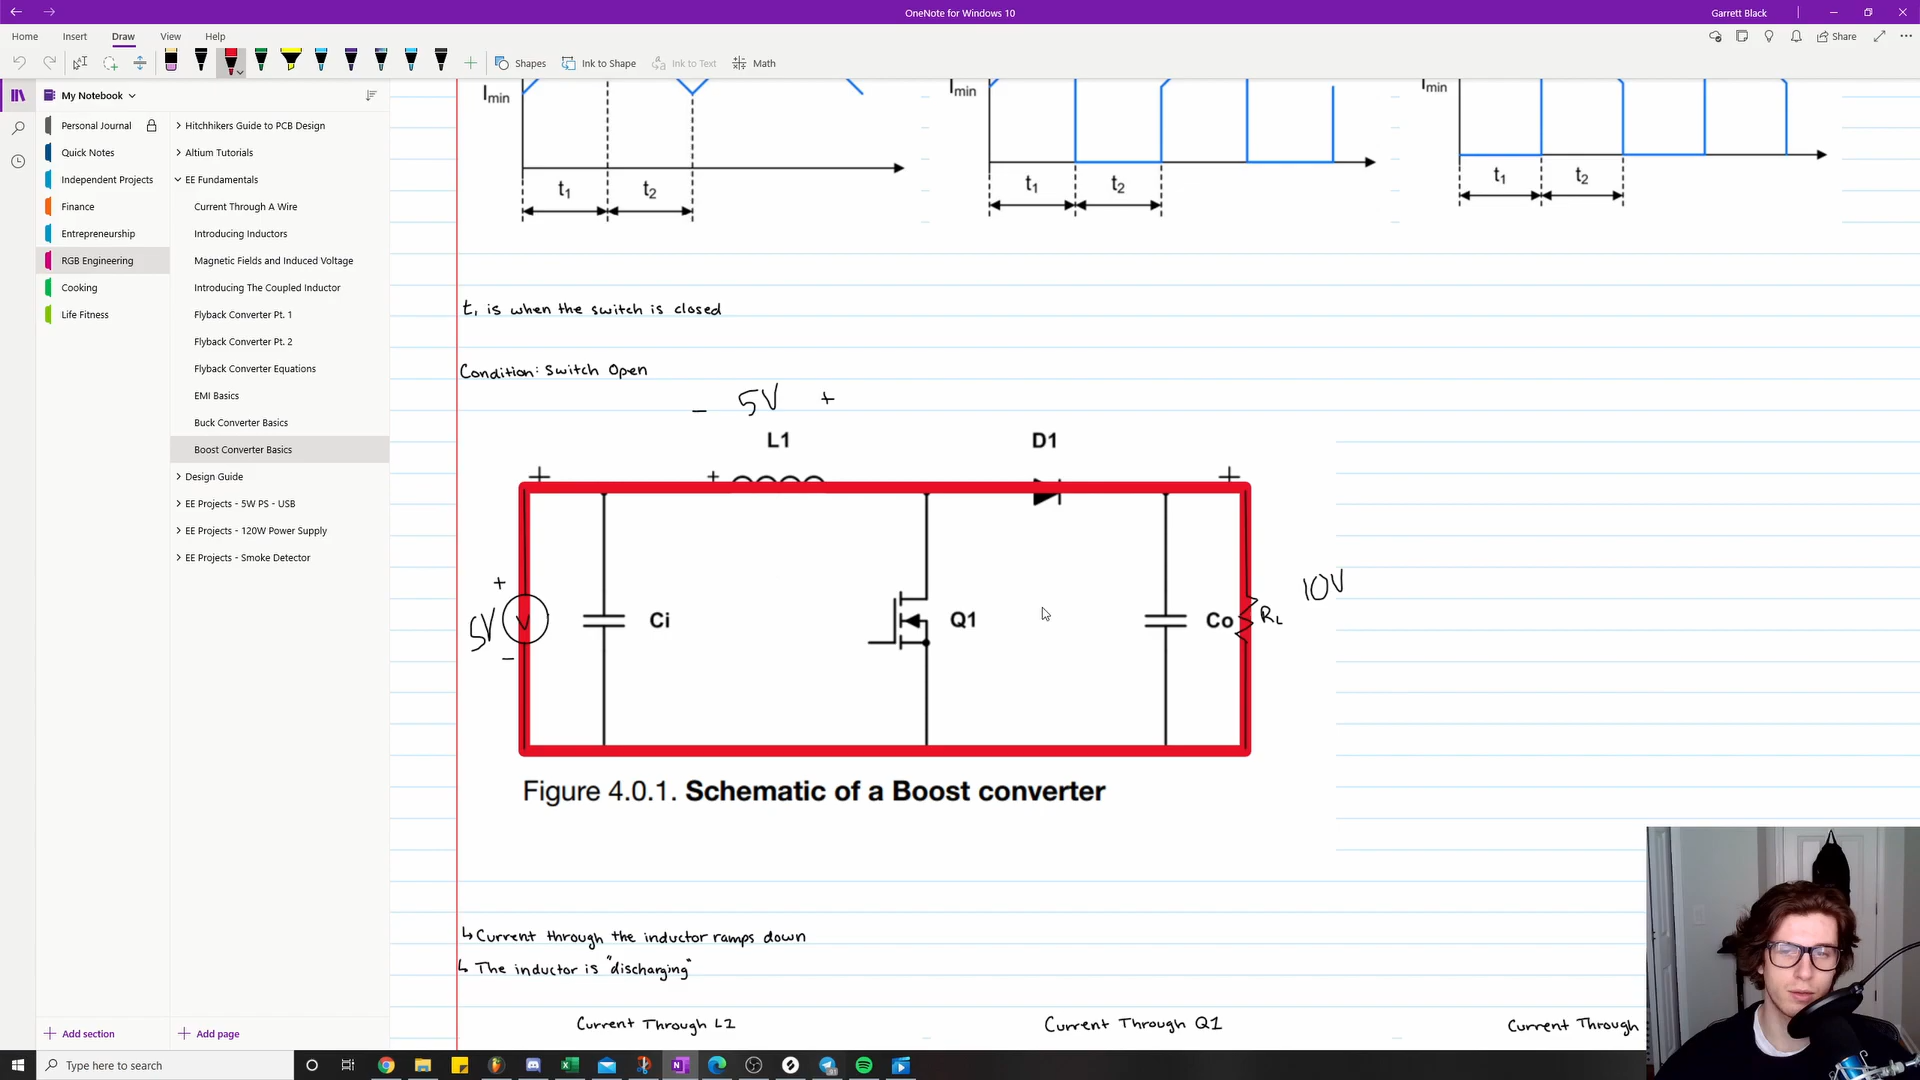 OneNote for Windows 10
Garrett Black
Home
Insert
Draw
View
Help
Share
Shapes
Ink to Shape
Ink to Text
Math
My Notebook
Personal Journal
Quick Notes
Independent Projects
Finance
Entrepreneurship
RGB Engineering
Cooking
Life Fitness
Hitchhikers Guide to PCB Design
Altium Tutorials
EE Fundamentals
Current Through A Wire
Introducing Inductors
Magnetic Fields and Induced Voltage
Introducing The Coupled Inductor
Flyback Converter Pt. 1
Flyback Converter Pt. 2
Flyback Converter Equations
EMI Basics
Buck Converter Basics
Boost Converter Basics
Design Guide
EE Projects - 5W PS - USB
EE Projects - 120W Power Supply
EE Projects - Smoke Detector
Add section
Add page
Imin
t1
t2
Imin
t1
t2
Imin
t1
t2
t1 is when the switch is closed
Condition: Switch Open
- 5V +
L1
D1
+
+
+
+
5V
V
-
Ci
Q1
Co
RL
10V
Figure 4.0.1. Schematic of a Boost converter
↳ Current through the inductor ramps down
↳ The inductor is "discharging"
Current Through L1
Current Through Q1
Current Through
Type here to search